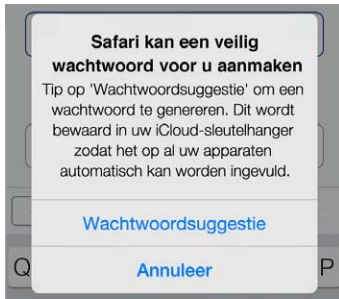 Safari kan een veilig
wachtwoord voor u aanmaken
Tip op 'Wachtwoordsuggestie' om een
wachtwoord te genereren. Dit wordt
bewaard in uw iCloud-sleutelhanger
zodat het op al uw apparaten
automatisch kan worden ingevuld.
Wachtwoordsuggestie
Annuleer
Q P